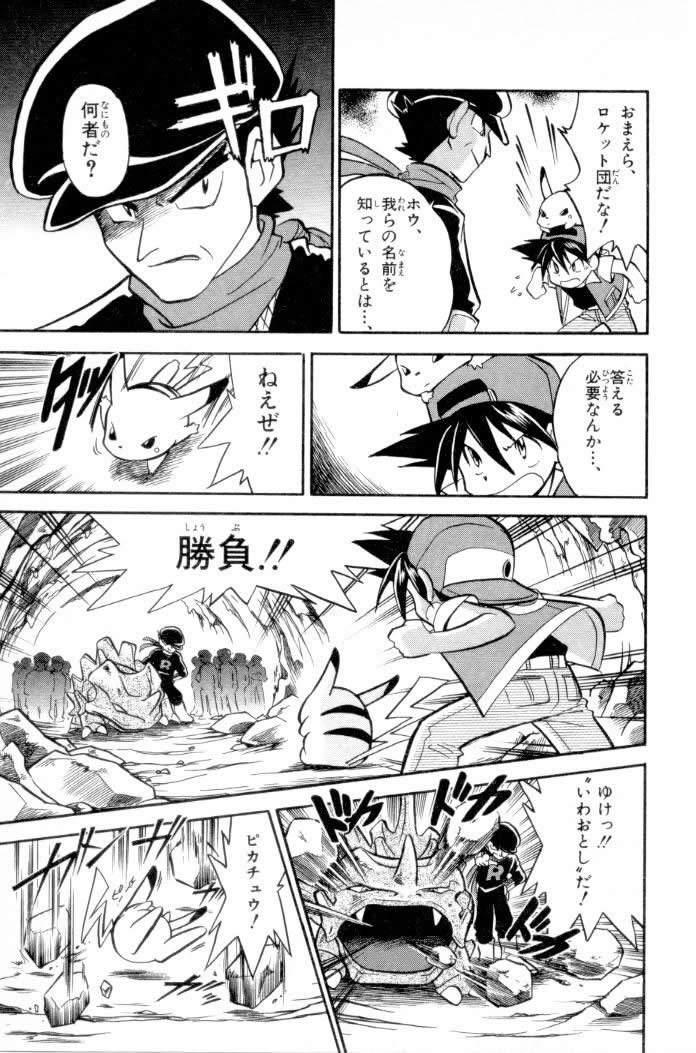 おまえら、
ロケット団だな!
ホウ、
我らの名前を
知っているとは…、
ギロ
何者だ?
答える
必要なんか…、
ねえぜ!!
ダッ
勝負!!
R
ゆけっ!!
"いわおとし"だ!
R
ドカ
ドカ
ドカ
ピカチュウ!